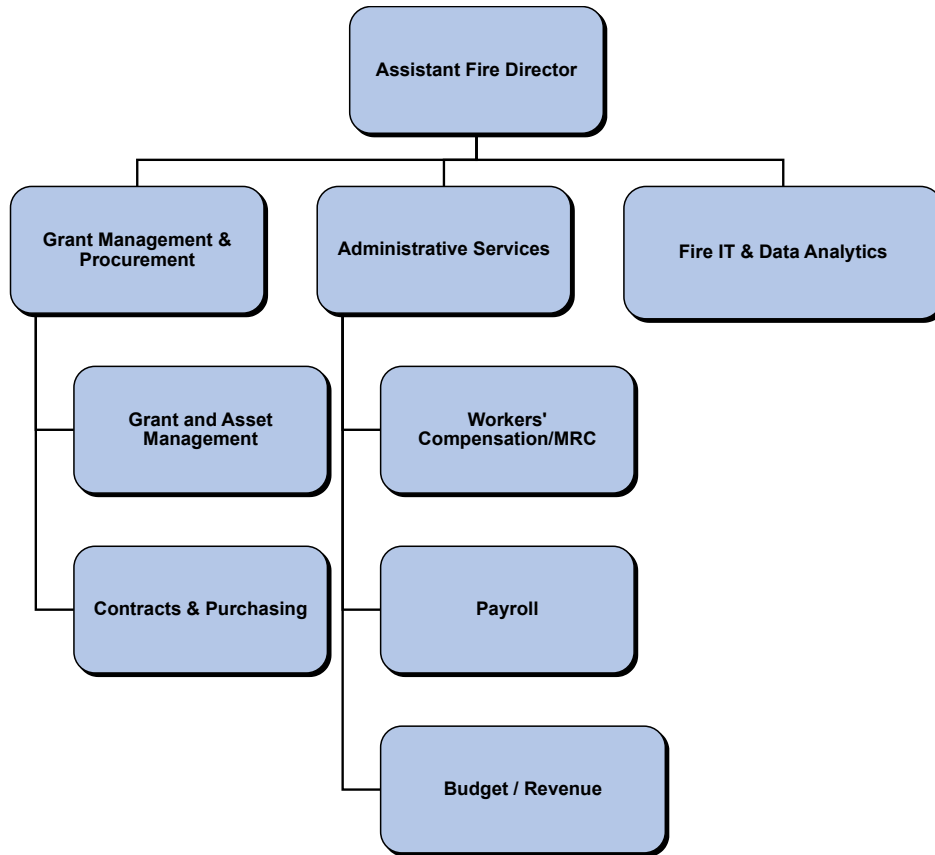 Assistant Fire Director
Grant Management &
Procurement
Administrative Services
Fire IT & Data Analytics
Grant and Asset
Management
Workers'
Compensation/MRC
Contracts & Purchasing
Payroll
Budget / Revenue